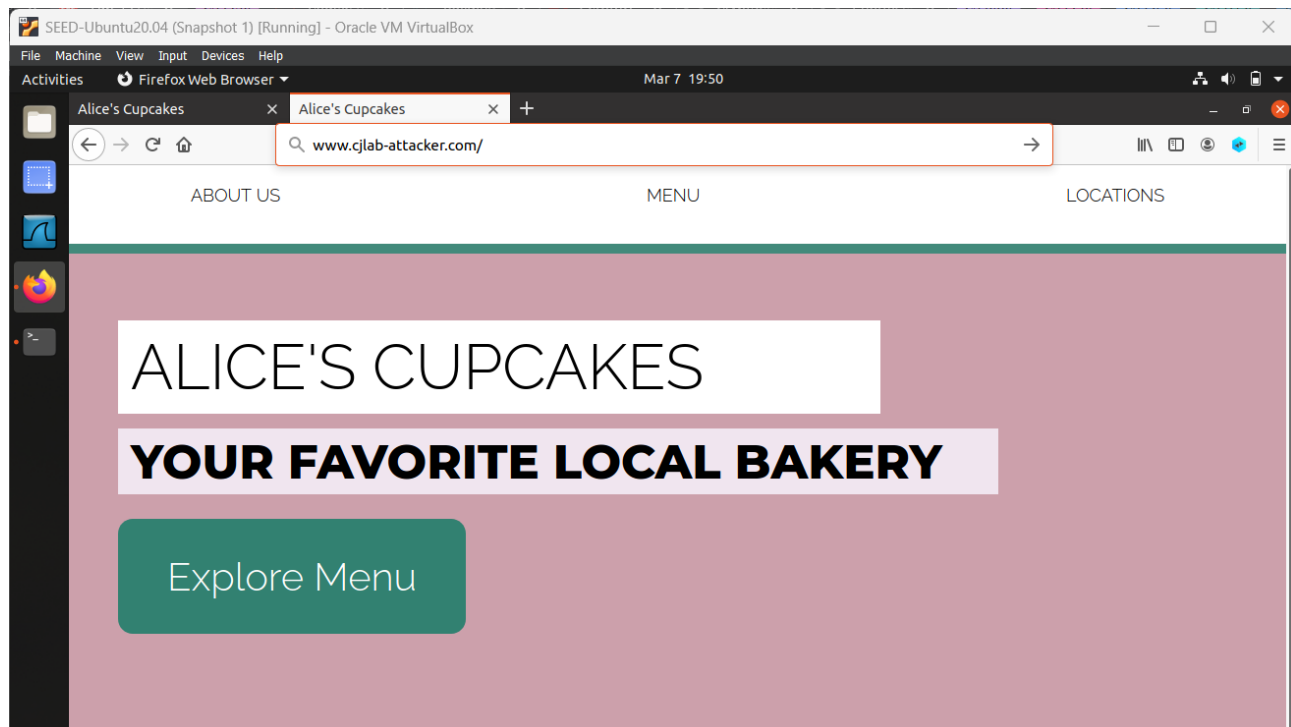 SEED-Ubuntu20.04 (Snapshot 1) [Running] - Oracle VM VirtualBox
File Machine View Input Devices Help
Activities Firefox Web Browser Mar 7 19:50
Alice's Cupcakes Alice's Cupcakes
www.cjlab-attacker.com/
ABOUT US MENU LOCATIONS
ALICE'S CUPCAKES
YOUR FAVORITE LOCAL BAKERY
Explore Menu